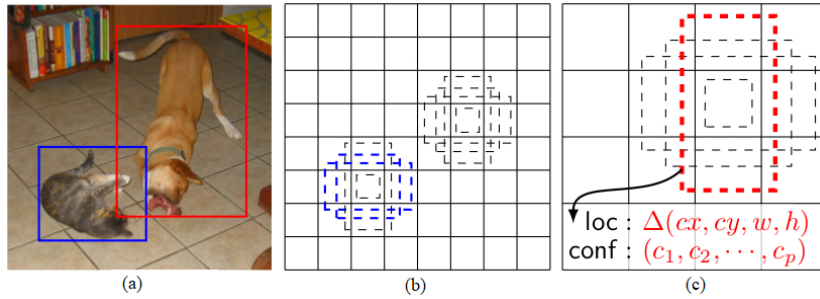 loc : Δ(cx, cy, w, h)
conf : (c₁, c₂, ⋯, cₚ)
(a)
(b)
(c)